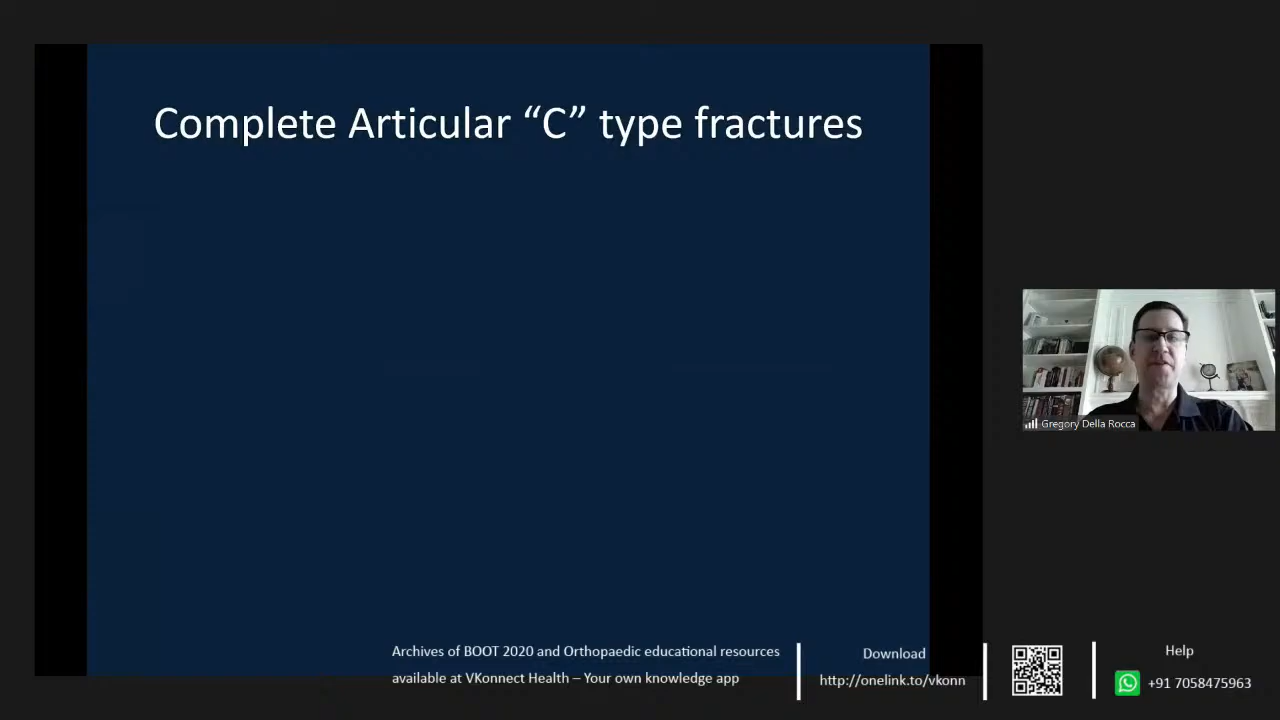 Complete Articular “C” type fractures
Gregory Della Rocca
Archives of BOOT 2020 and Orthopaedic educational resources
available at VKonnect Health – Your own knowledge app
Download
http://onelink.to/vkonn
Help
+91 7058475963